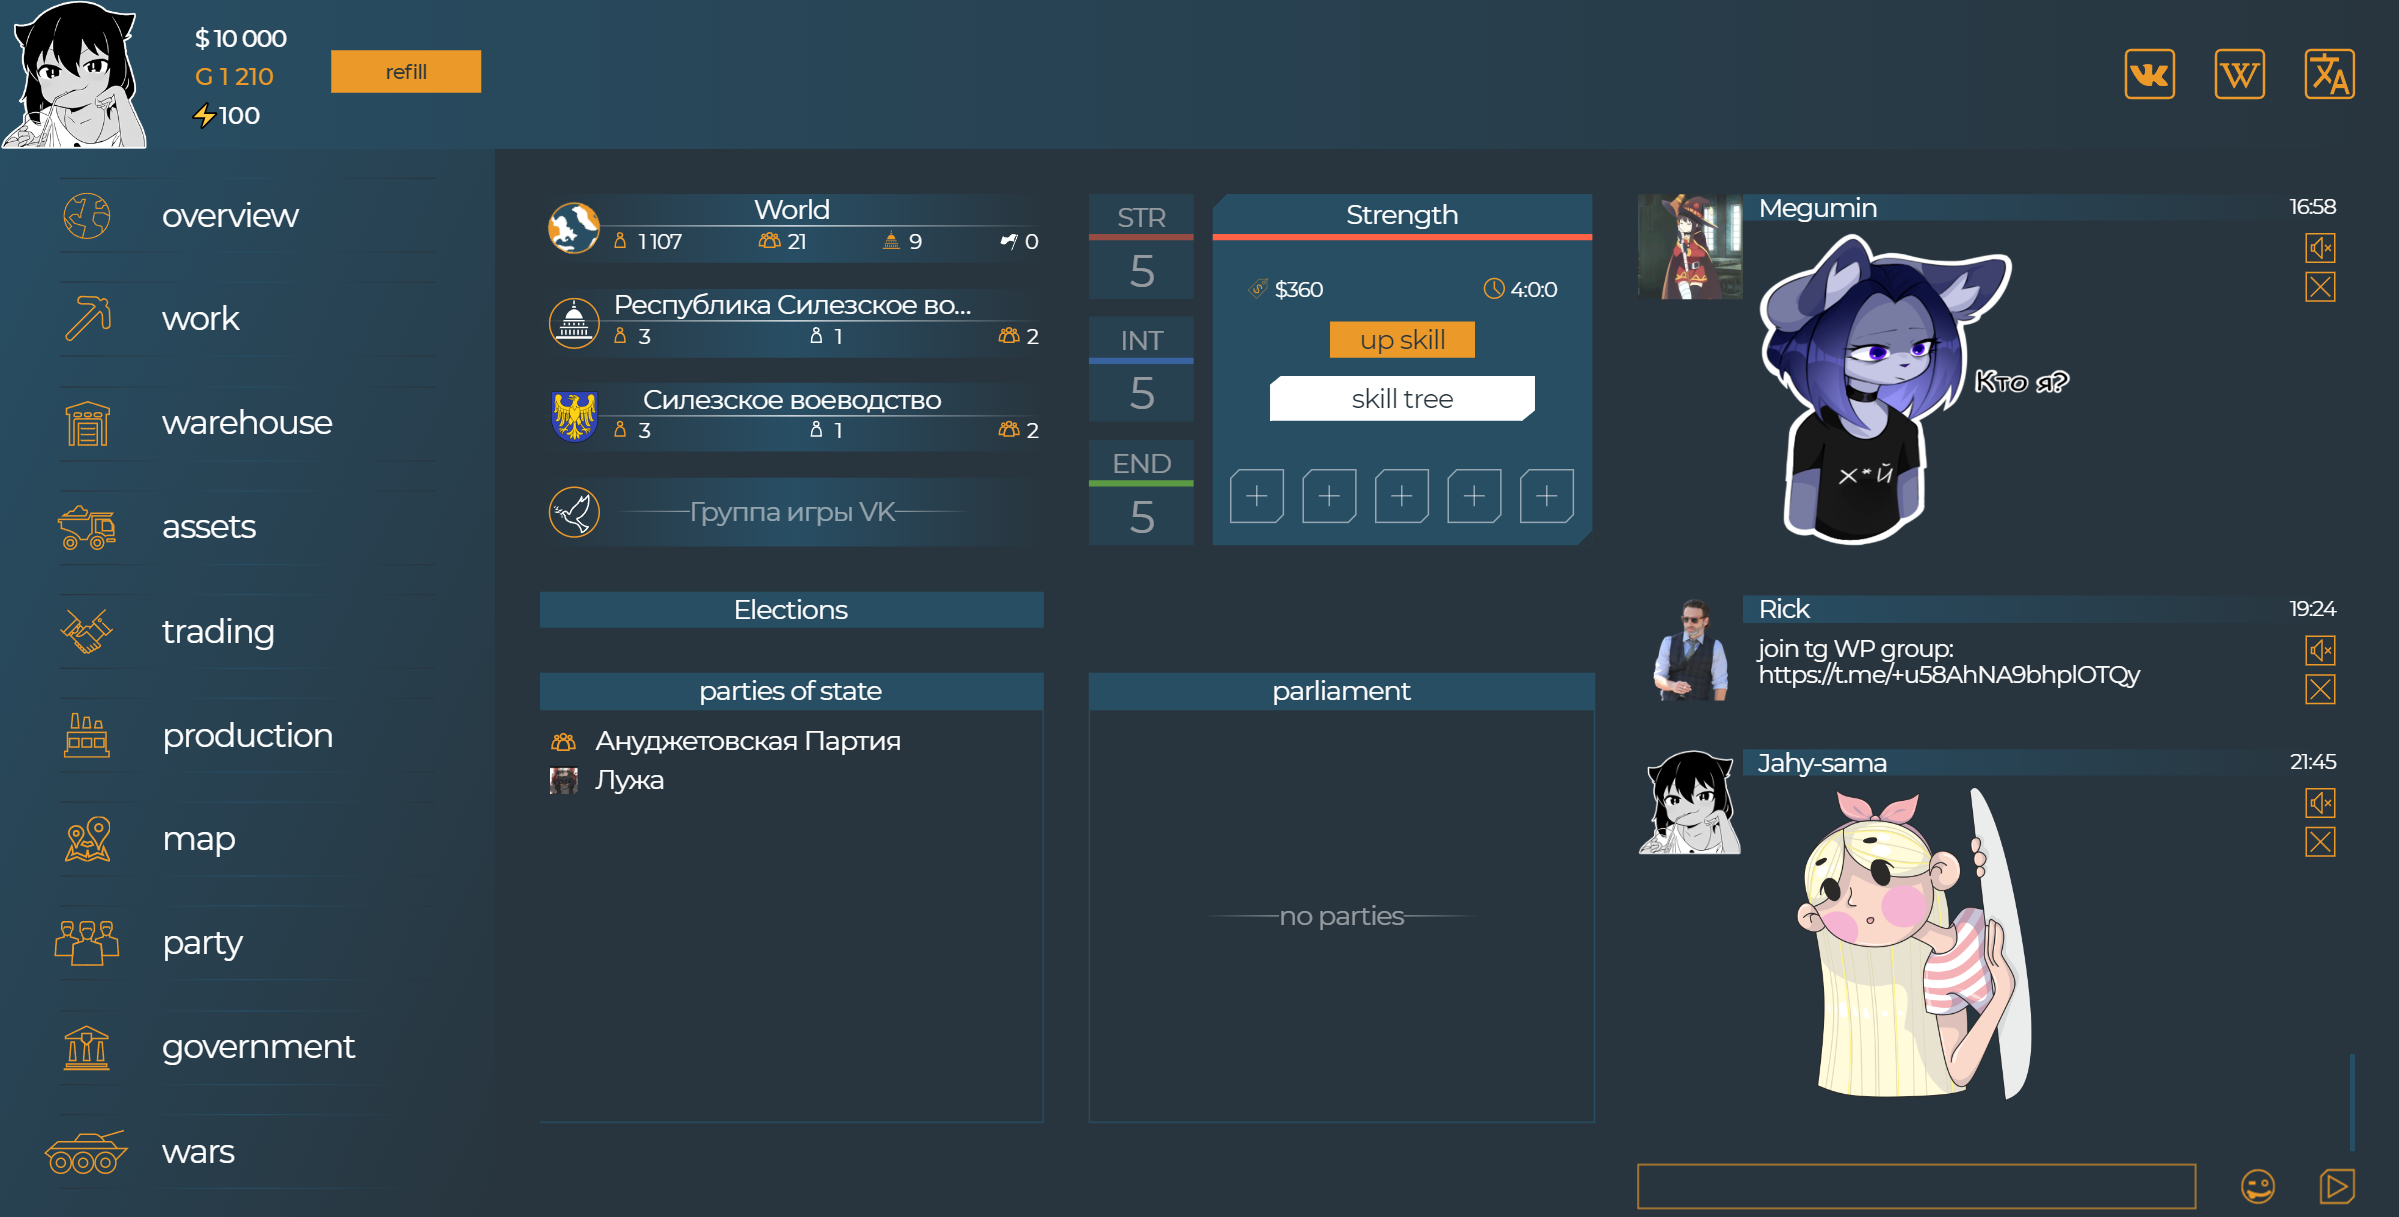 $ 10 000
G 1 210
100
refill
W
文A
overview
work
warehouse
assets
trading
production
map
party
government
wars
World
1 107
21
9
0
Республика Силезское во...
3
1
2
Силезское воеводство
3
1
2
Группа игры VK
STR
5
INT
5
END
5
Strength
$360
4:0:0
up skill
skill tree
Elections
parties of state
Ануджетовская Партия
Лужа
parliament
no parties
Megumin
16:58
Кто я?
Х*Й
Rick
19:24
join tg WP group:
https://t.me/+u58AhNA9bhplOTQy
Jahy-sama
21:45